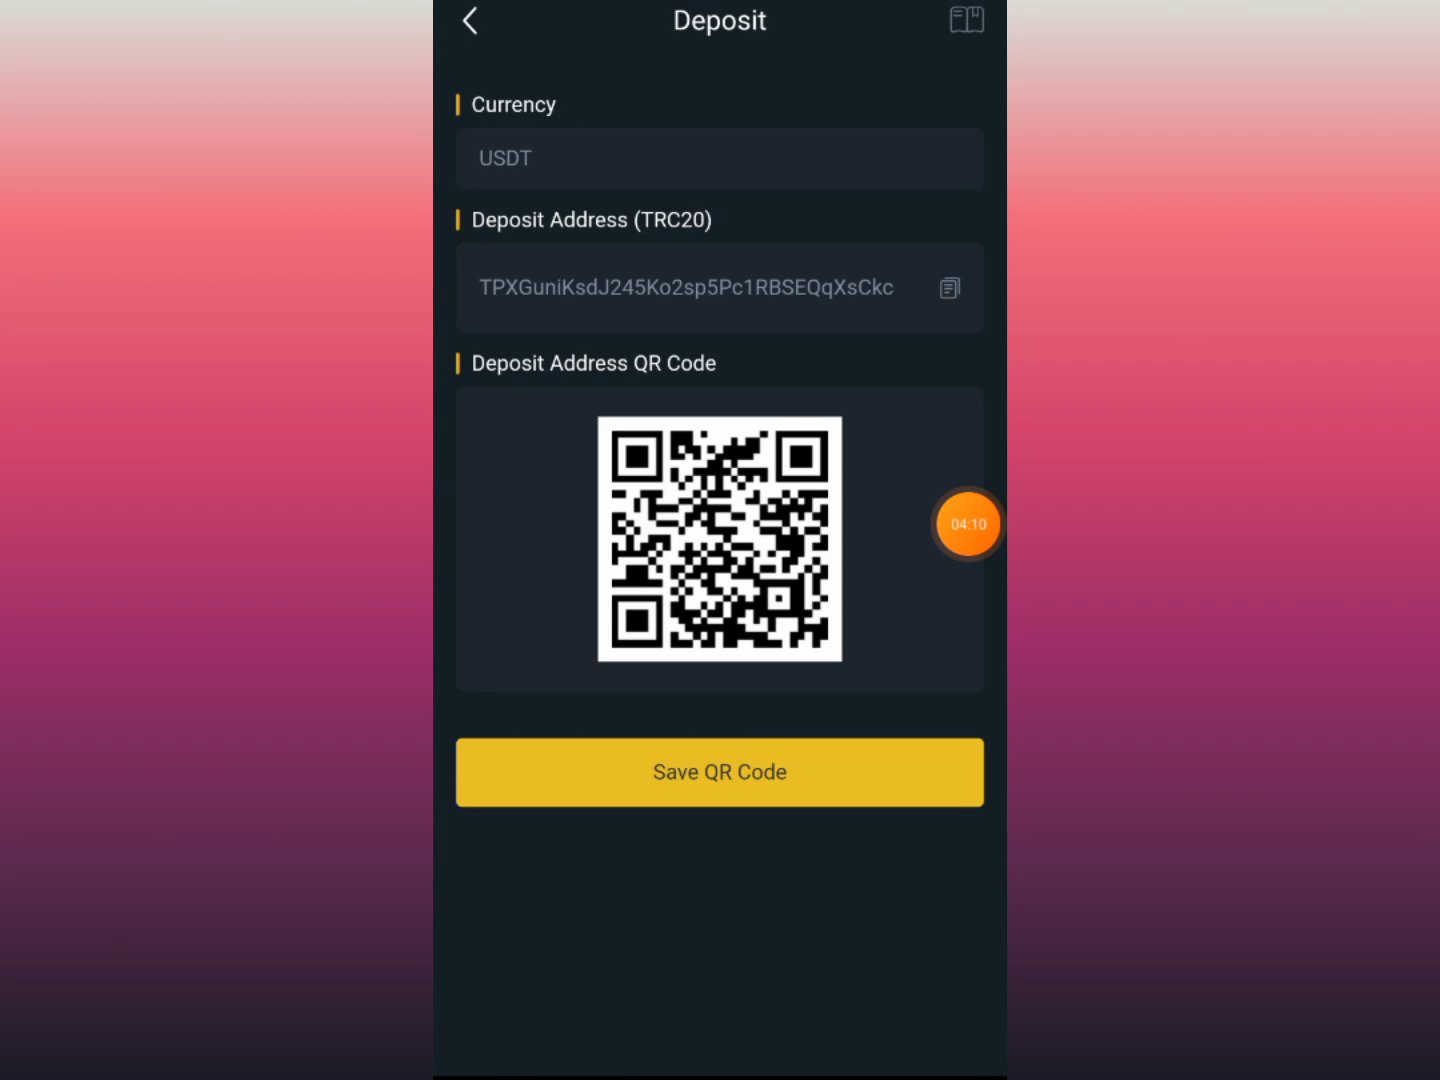 Deposit
Currency
USDT
Deposit Address (TRC20)
TPXGuniKsdJ245Ko2sp5Pc1RBSEQqXsCkc
Deposit Address QR Code
04:10
Save QR Code